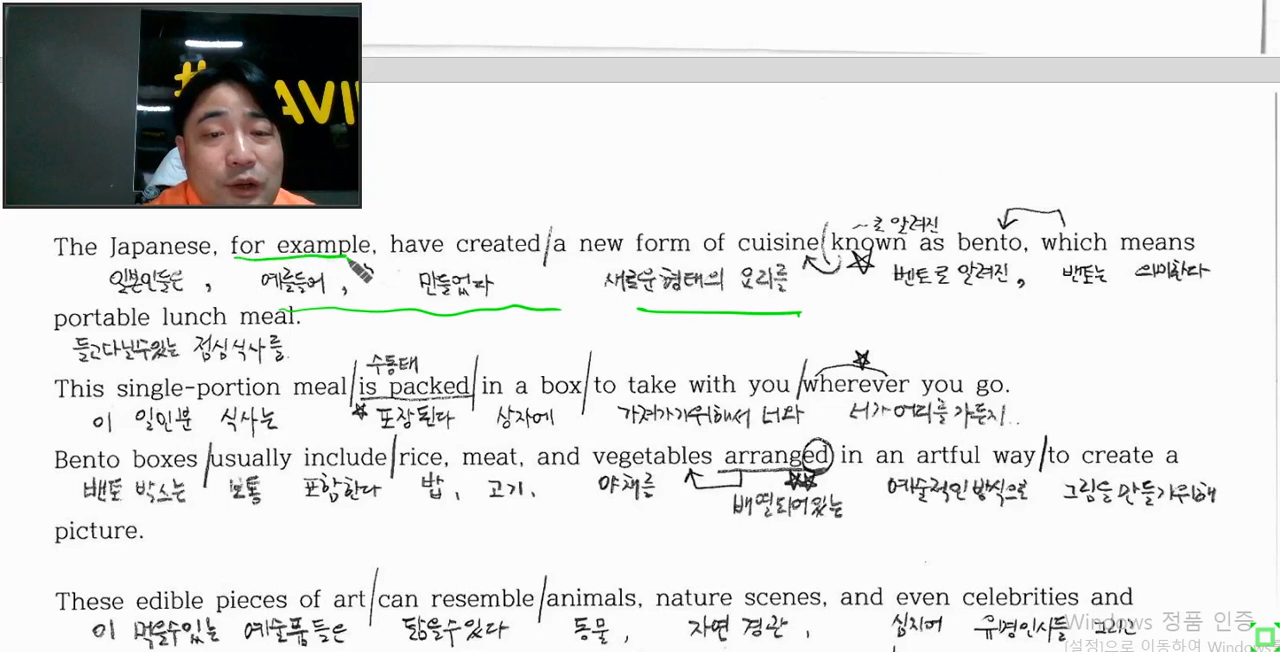 The Japanese, for example, have created a new form of cuisine known as bento, which means
~로 알려진
일본인들은, 예를들어, 만들었다 새로운 형태의 요리를 벤토로 알려진, 밴토는 의미한다
portable lunch meal.
들고다닐수있는 점심식사를.
수동태
This single-portion meal is packed in a box to take with you wherever you go.
이 일인분 식사는 포장된다 상자에 가져가기위해서 너와 너가 어디를 가든지..
Bento boxes usually include rice, meat, and vegetables arranged in an artful way to create a
밴토 박스는 보통 포함한다 밥, 고기, 야채를 예술적인 방식으로 그림을 만들기위해
배열되어있는
picture.
These edible pieces of art can resemble animals, nature scenes, and even celebrities and
이 먹을수있는 예술품들은 닮을수있다 동물, 자연 경관, 심지어 유명인사들 그리고
Windows 정품 인증
[설정]으로 이동하여 Windows